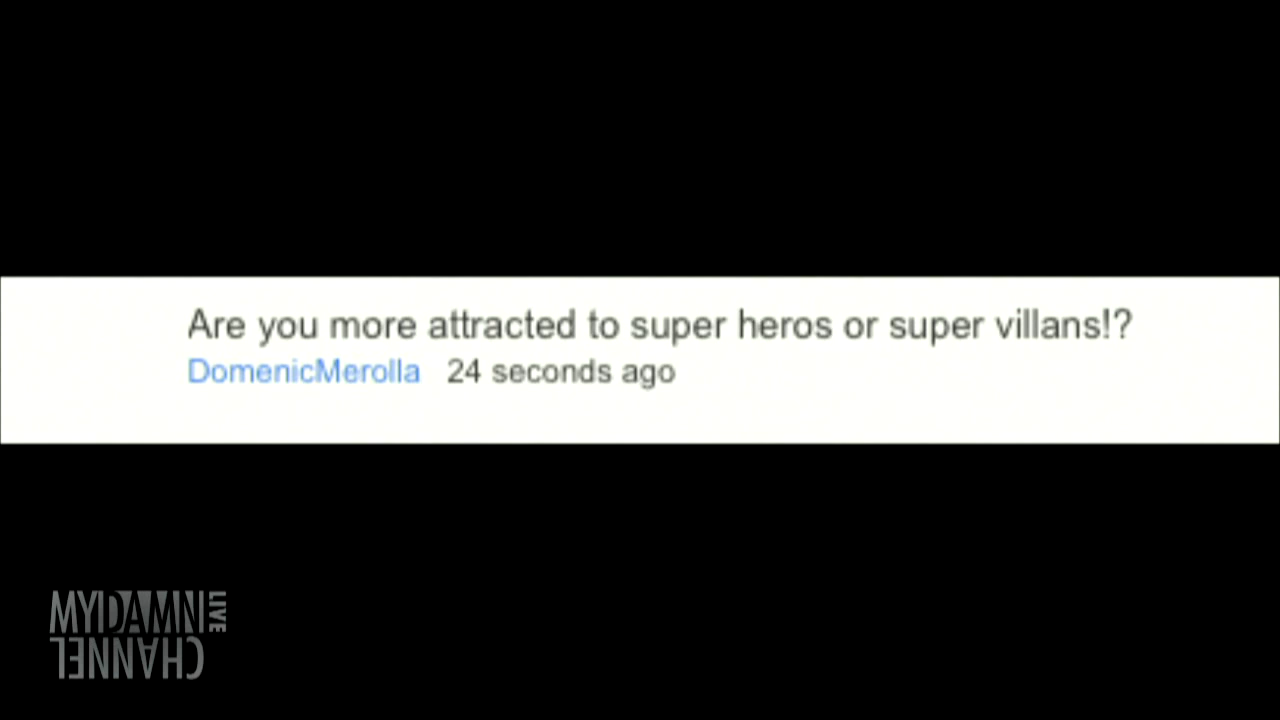 Are you more attracted to super heros or super villans!?
DomenicMerolla 24 seconds ago
MYDAMN LIVE
CHANNEL